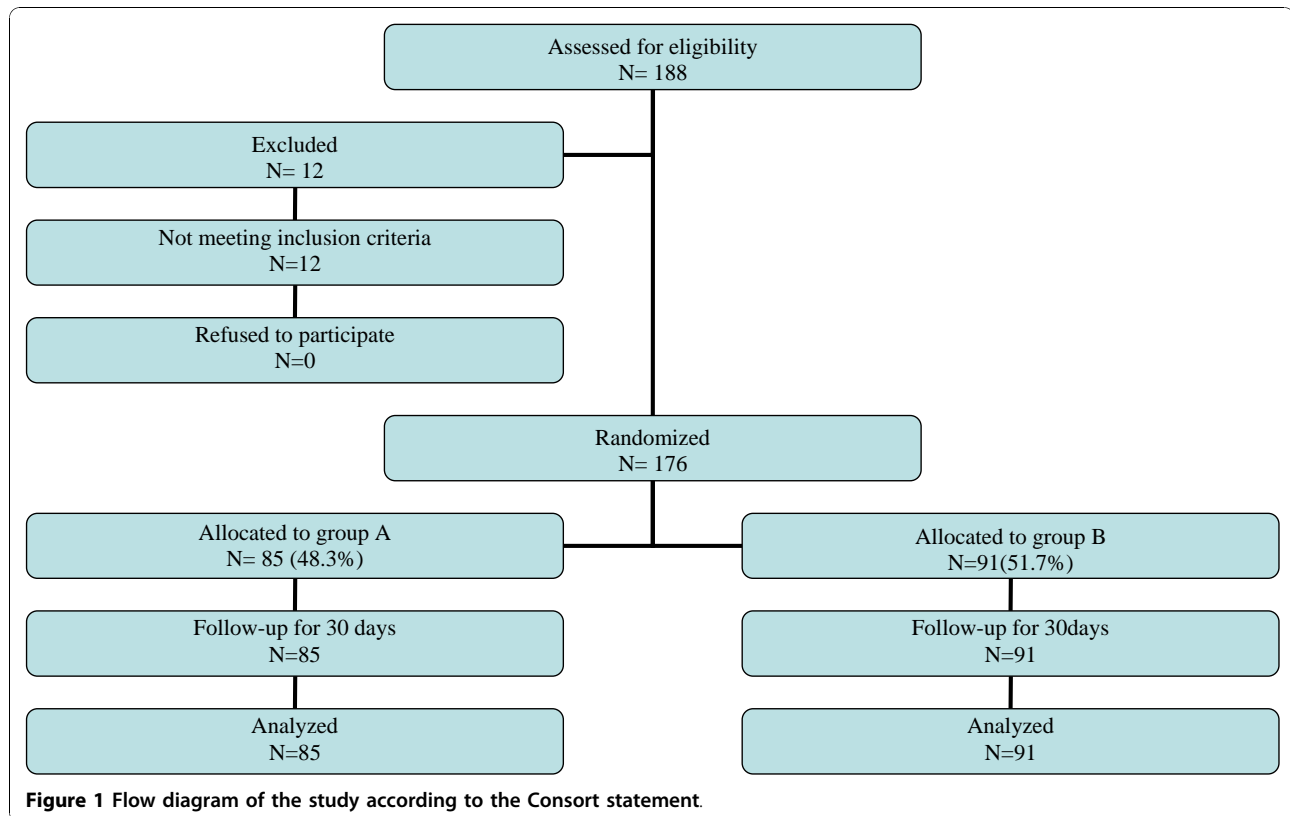 Assessed for eligibility
N= 188
Excluded
N= 12
Not meeting inclusion criteria
N=12
Refused to participate
N=0
Randomized
N= 176
Allocated to group A
N= 85 (48.3%)
Allocated to group B
N=91(51.7%)
Follow-up for 30 days
N=85
Follow-up for 30days
N=91
Analyzed
N=85
Analyzed
N=91
Figure 1 Flow diagram of the study according to the Consort statement.